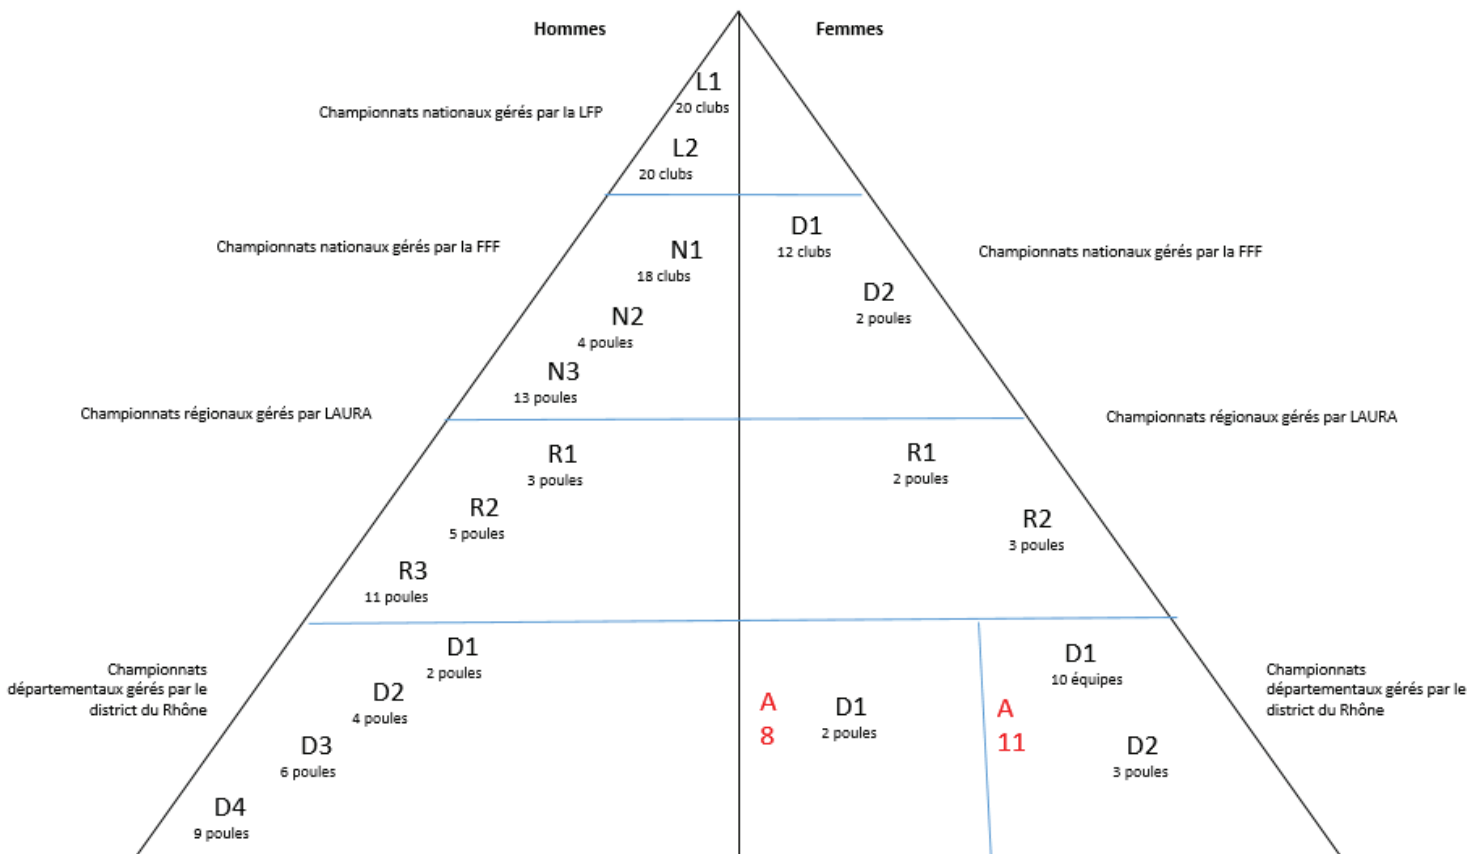 Hommes
Femmes
L1
20 clubs
Championnats nationaux gérés par la LFP
L2
20 clubs
Championnats nationaux gérés par la FFF
N1
18 clubs
N2
4 poules
N3
13 poules
D1
12 clubs
D2
2 poules
Championnats nationaux gérés par la FFF
Championnats régionaux gérés par LAURA
R1
3 poules
R2
5 poules
R3
11 poules
R1
2 poules
R2
3 poules
Championnats régionaux gérés par LAURA
Championnats
départementaux gérés par le
district du Rhône
D1
2 poules
D2
4 poules
D3
6 poules
D4
9 poules
A
8
D1
2 poules
A
11
D1
10 équipes
D2
3 poules
Championnats
départementaux gérés par le
district du Rhône